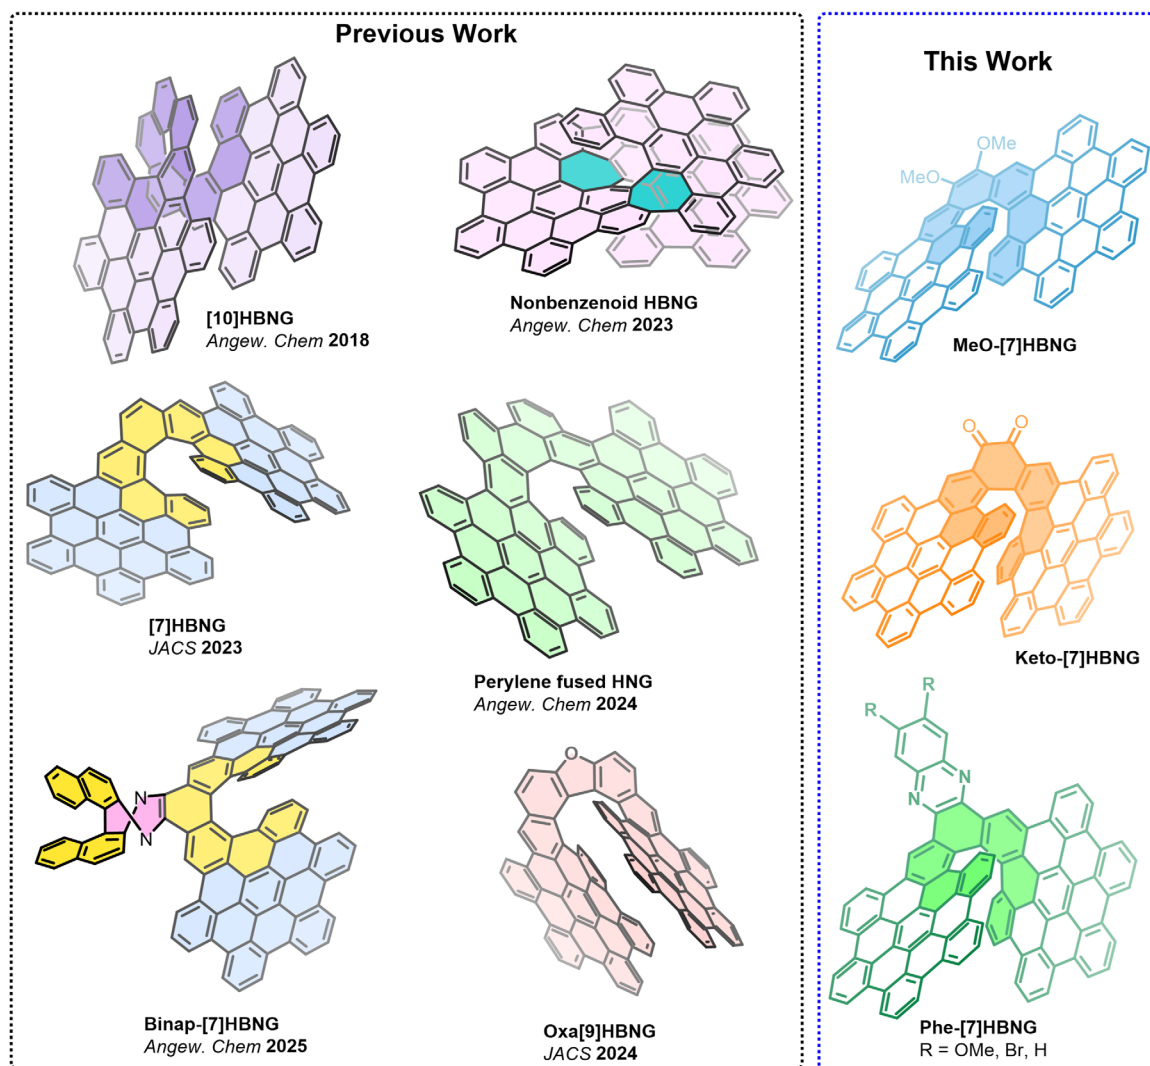 Previous Work
[10]HBNG
Angew. Chem 2018
Nonbenzenoid HBNG
Angew. Chem 2023
[7]HBNG
JACS 2023
Perylene fused HNG
Angew. Chem 2024
N
N
Binap-[7]HBNG
Angew. Chem 2025
O
Oxa[9]HBNG
JACS 2024
This Work
OMe
MeO
MeO-[7]HBNG
O O
Keto-[7]HBNG
R
R
N
N
Phe-[7]HBNG
R = OMe, Br, H